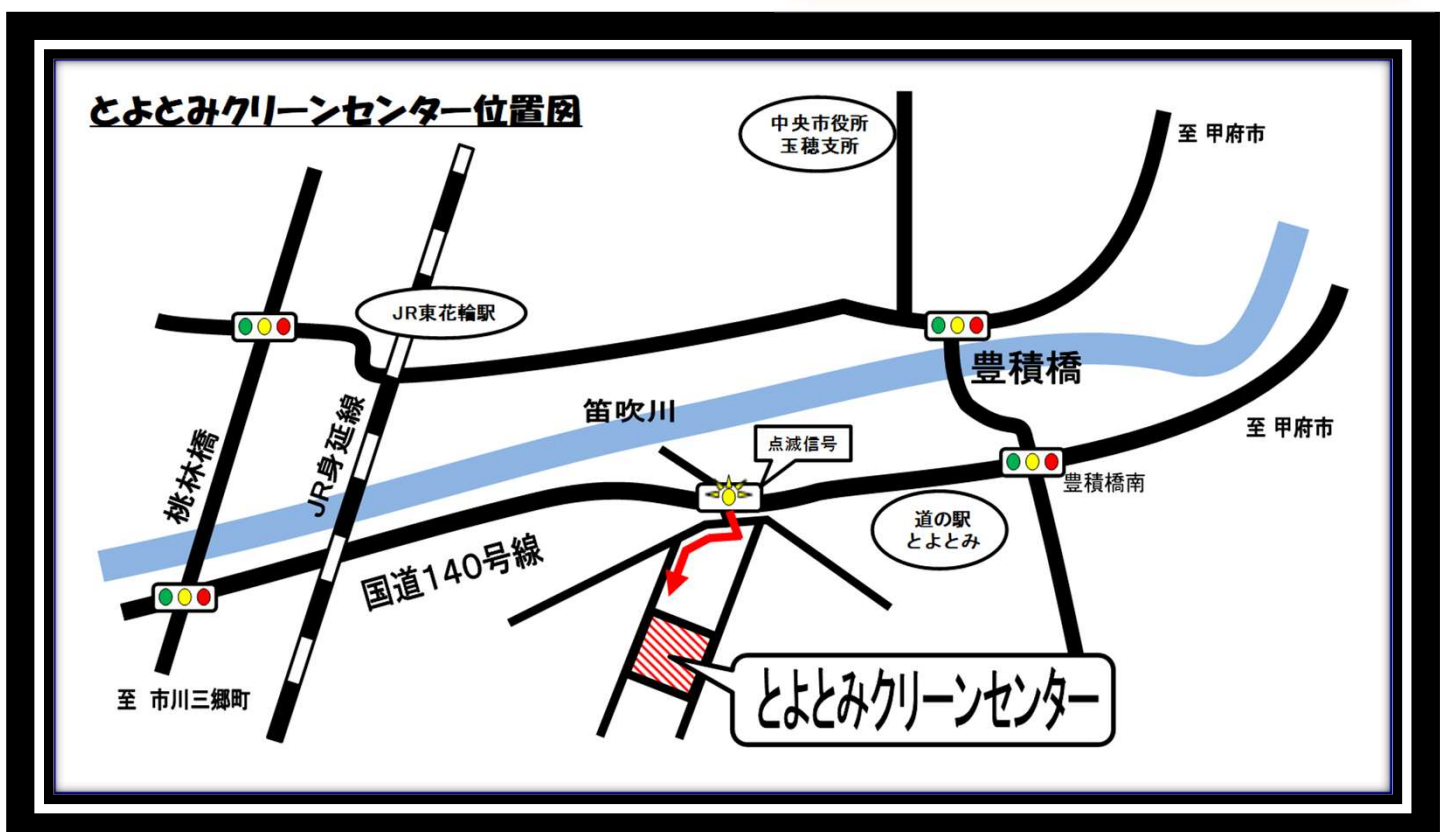 とよとみクリーンセンター位置図
中央市役所
玉穂支所
至 甲府市
JR東花輪駅
豊積橋
笛吹川
桃林橋
JR身延線
点滅信号
至 甲府市
豊積橋南
道の駅
とよとみ
国道140号線
とよとみクリーンセンター
至 市川三郷町